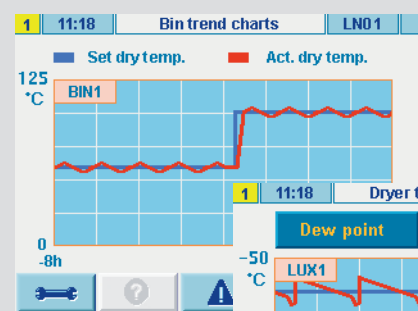 1 11:18 Bin trend charts LN01
Set dry temp. Act. dry temp.
125
°C
BIN1
0
-8h
1 11:18 Dryer
Dew point
-50
°C
LUX1